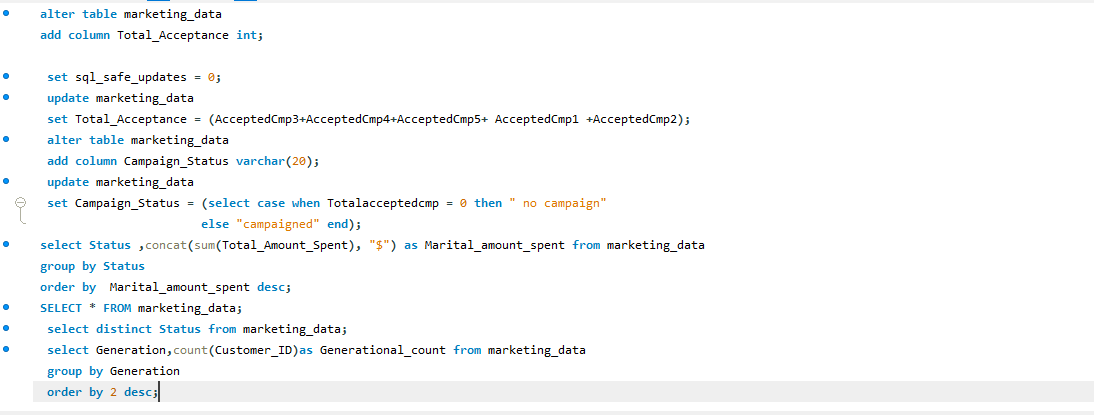 alter table marketing_data
add column Total_Acceptance int;
set sql_safe_updates = 0;
update marketing_data
set Total_Acceptance = (AcceptedCmp3+AcceptedCmp4+AcceptedCmp5+ AcceptedCmp1 +AcceptedCmp2);
alter table marketing_data
add column Campaign_Status varchar(20);
update marketing_data
set Campaign_Status = (select case when Totalacceptedcmp = 0 then " no campaign"
else "campaigned" end);
select Status ,concat(sum(Total_Amount_Spent), "$") as Marital_amount_spent from marketing_data
group by Status
order by  Marital_amount_spent desc;
SELECT * FROM marketing_data;
select distinct Status from marketing_data;
select Generation,count(Customer_ID)as Generational_count from marketing_data
group by Generation
order by 2 desc;